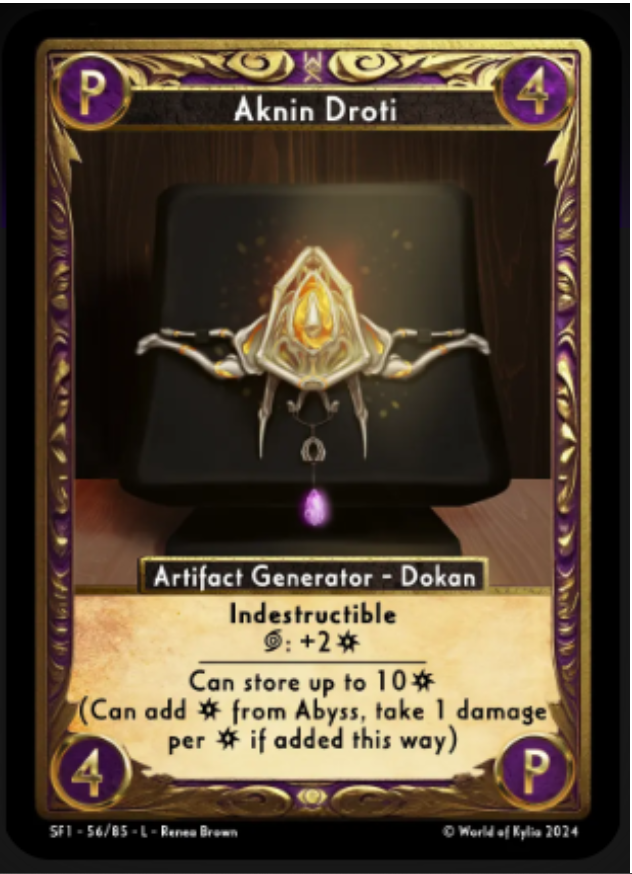 P
4
Aknin Droti
Artifact Generator - Dokan
Indestructible
: +2
Can store up to 10
(Can add from Abyss, take 1 damage
per if added this way)
4
P
SF1 - 56/85 - L - Renea Brown
© World of Kylia 2024